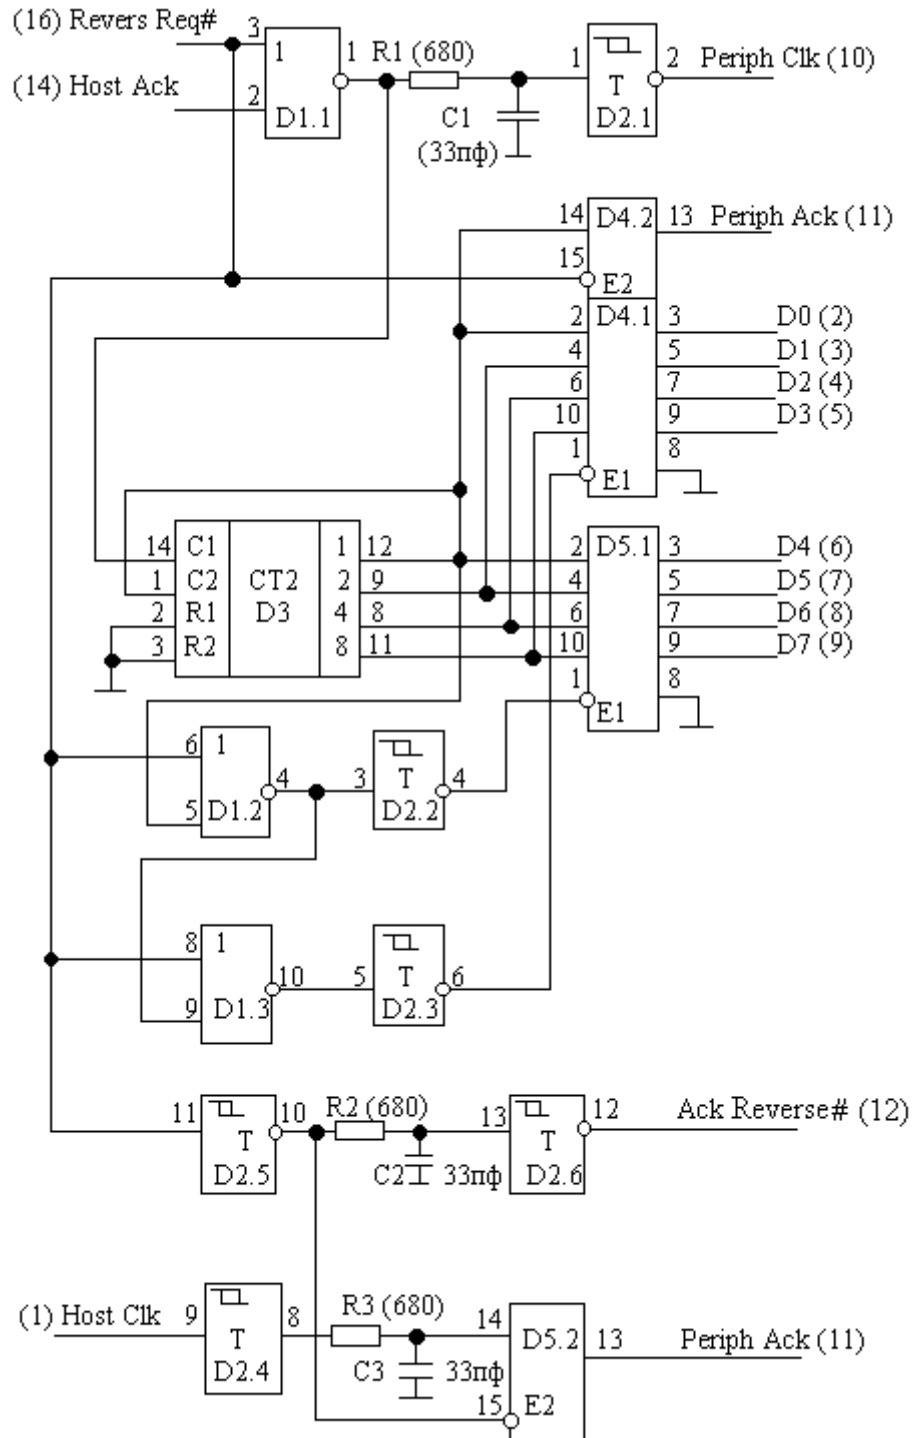 (16) Revers Req#
3
1
1
R1 (680)
1
T
2
Periph Clk (10)
(14) Host Ack
2
D1.1
C1
(33пф)
D2.1
14
D4.2
13
Periph Ack (11)
15
E2
2
D4.1
3
D0 (2)
4
5
D1 (3)
6
7
D2 (4)
10
9
D3 (5)
1
E1
8
14
C1
CT2
1
12
2
D5.1
3
D4 (6)
1
C2
D3
2
9
4
5
D5 (7)
2
R1
4
8
6
7
D6 (8)
3
R2
8
11
10
9
D7 (9)
1
E1
8
6
1
4
3
T
4
5
D1.2
D2.2
8
1
10
5
T
6
9
D1.3
D2.3
11
T
10
R2 (680)
13
T
12
Ack Reverse# (12)
D2.5
C2
33пф
D2.6
(1) Host Clk
9
T
8
R3 (680)
14
D5.2
13
Periph Ack (11)
D2.4
C3
33пф
15
E2